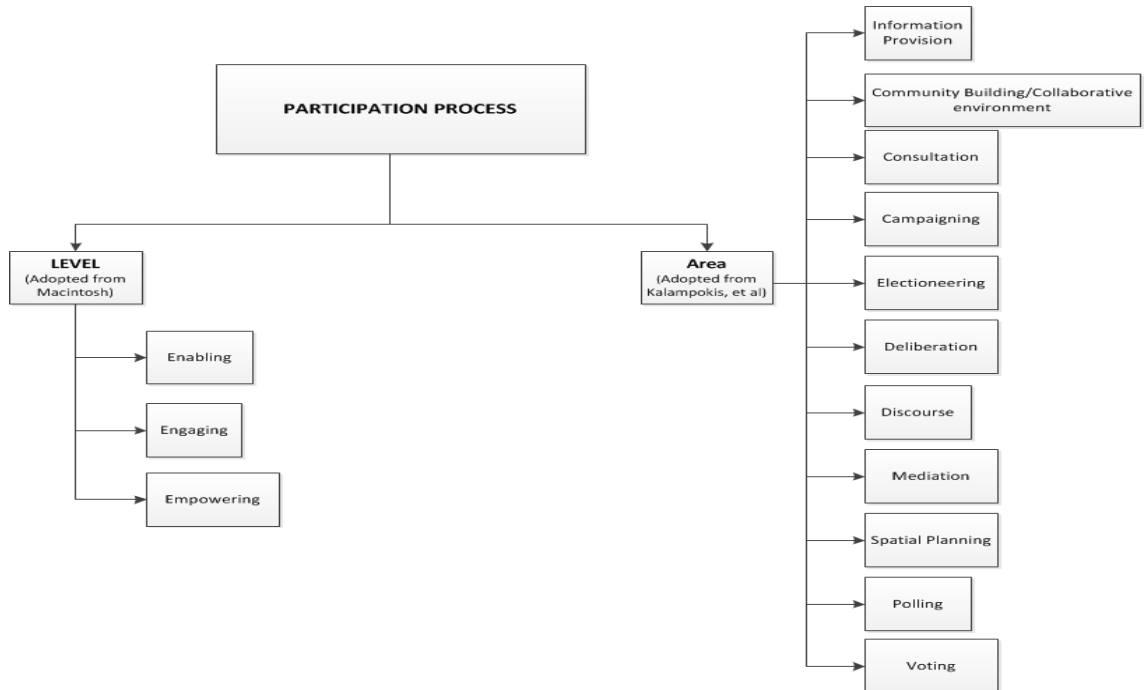 PARTICIPATION PROCESS
LEVEL
(Adopted from
Macintosh)
Enabling
Engaging
Empowering
Area
(Adopted from
Kalampokis, et al)
Information
Provision
Community Building/Collaborative
environment
Consultation
Campaigning
Electioneering
Deliberation
Discourse
Mediation
Spatial Planning
Polling
Voting